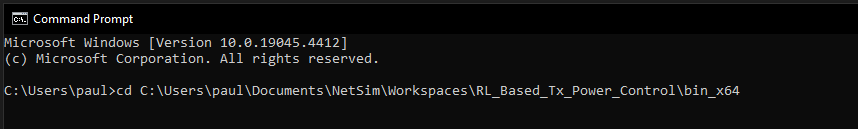 Command Prompt
Microsoft Windows [Version 10.0.19045.4412]
(c) Microsoft Corporation. All rights reserved.
C:\Users\paul>cd C:\Users\paul\Documents\NetSim\Workspaces\RL_Based_Tx_Power_Control\bin_x64